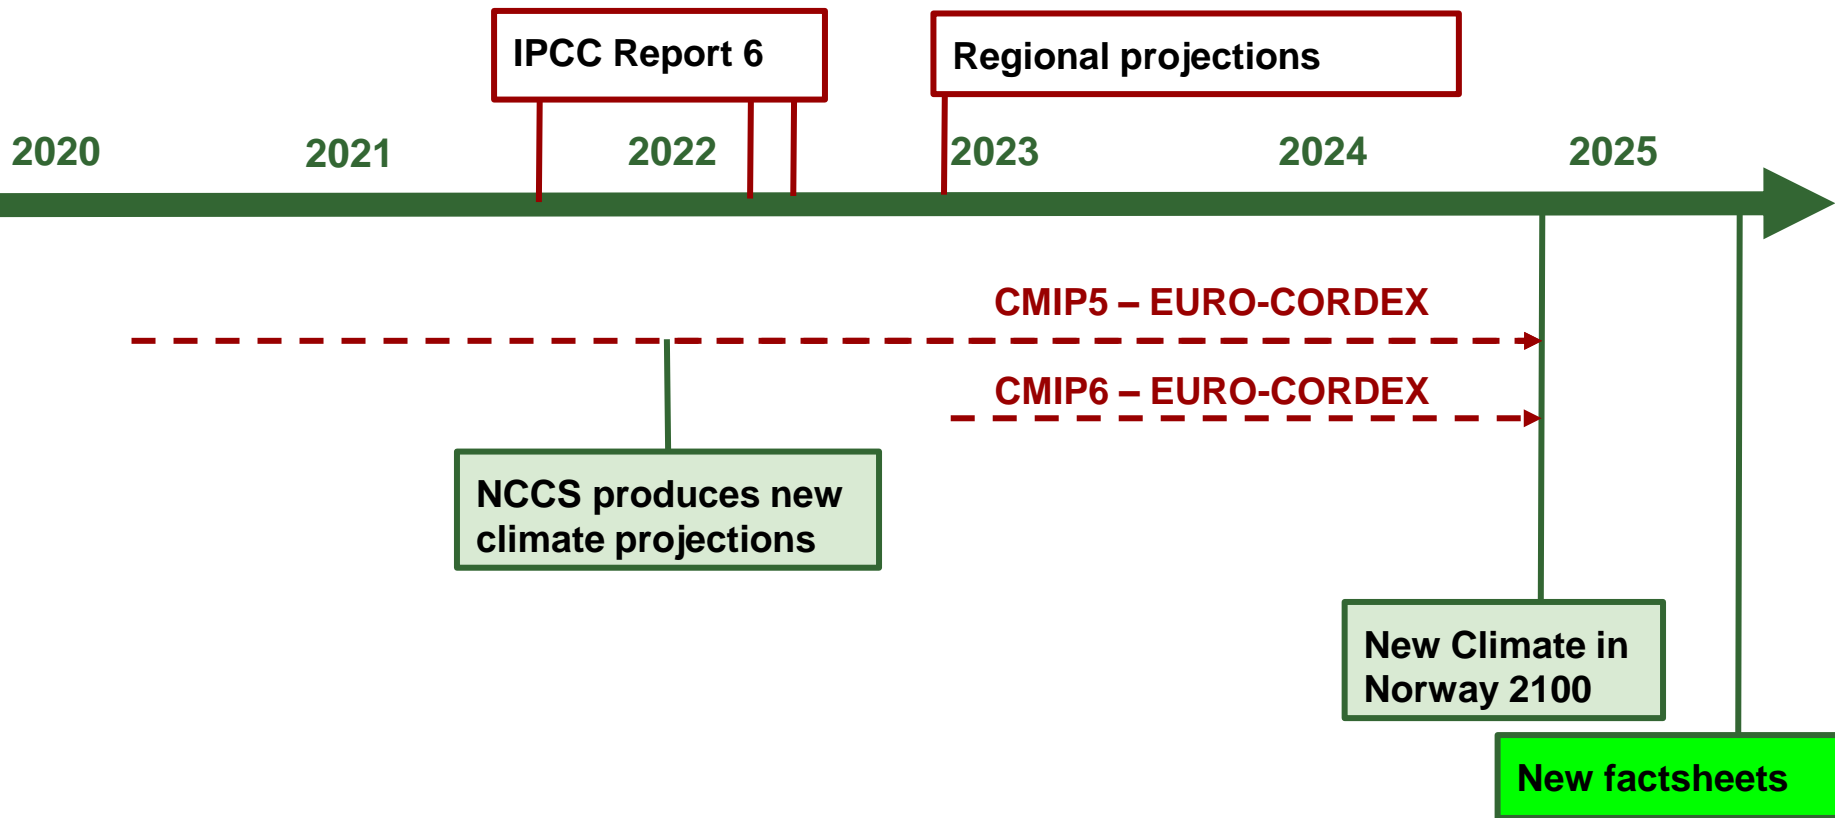 IPCC Report 6
Regional projections
2020
2021
2022
2023
2024
2025
CMIP5 – EURO-CORDEX
CMIP6 – EURO-CORDEX
NCCS produces new
climate projections
New Climate in
Norway 2100
New factsheets